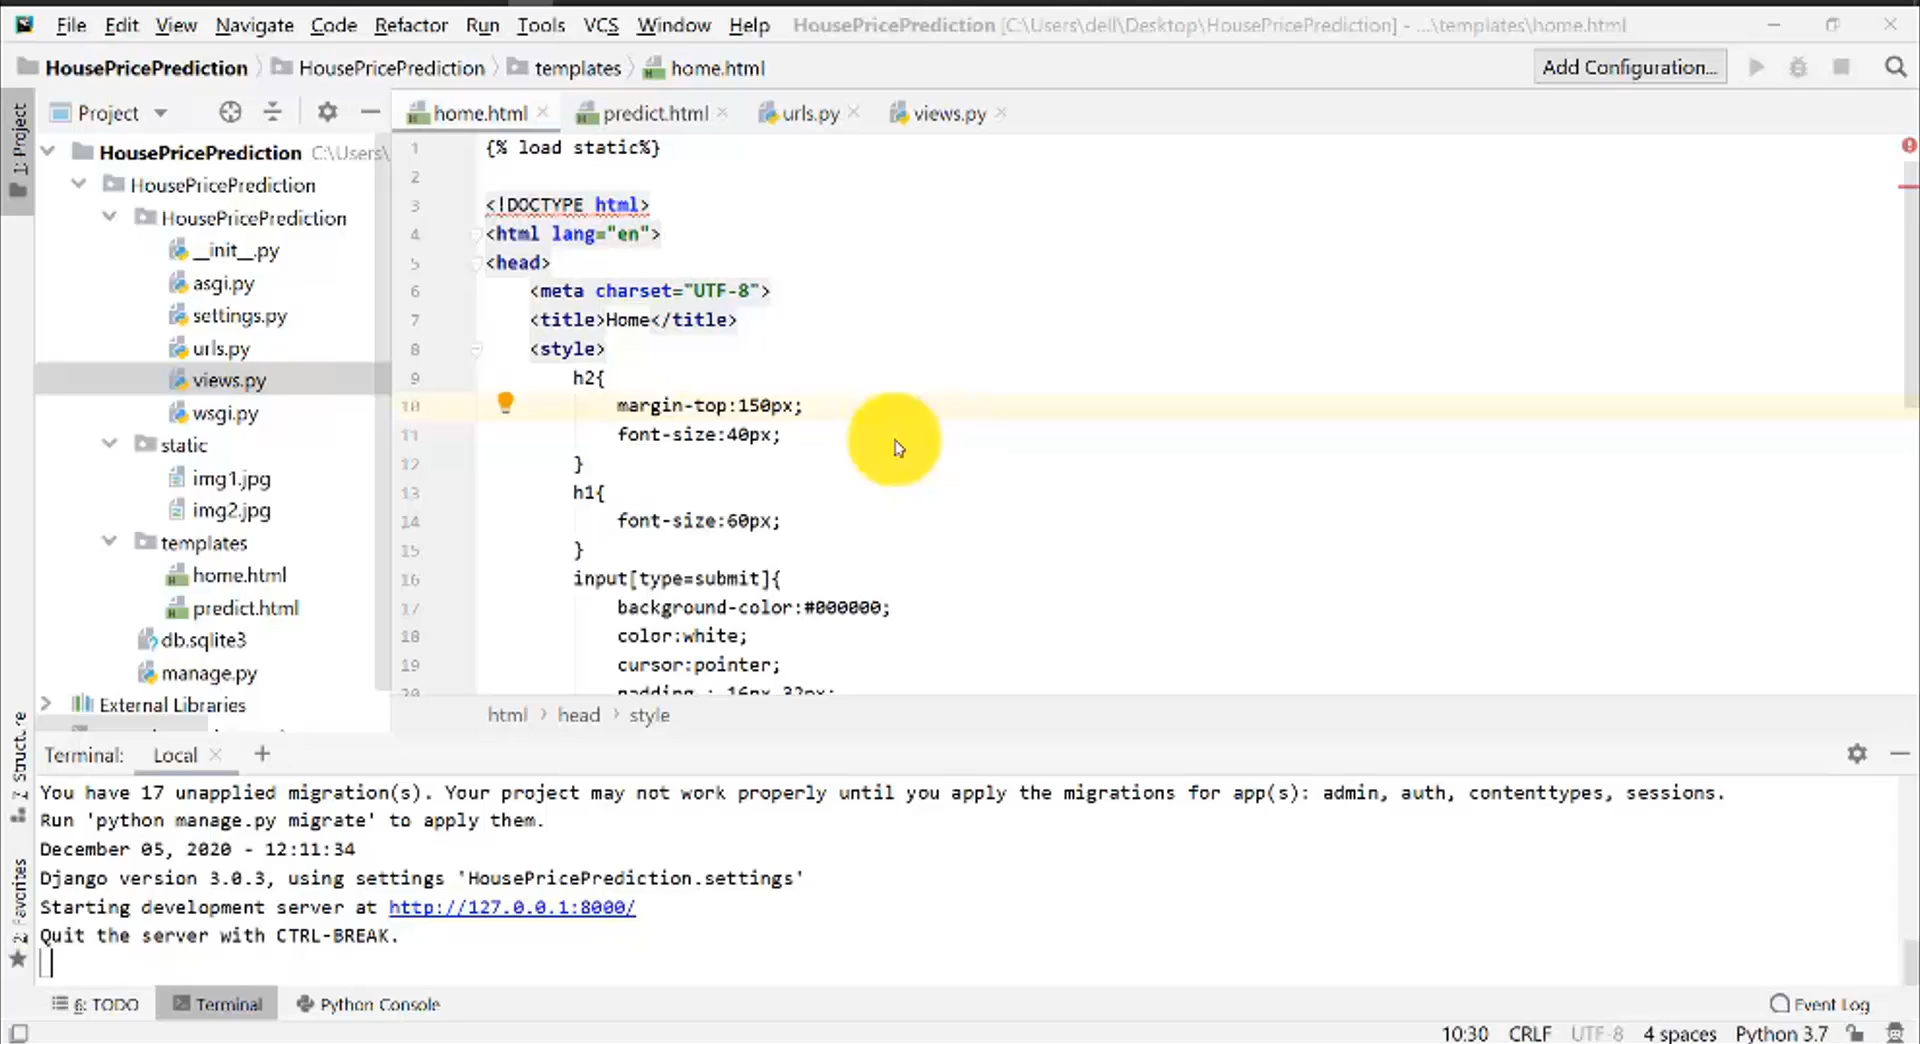 File Edit View Navigate Code Refactor Run Tools VCS Window Help HousePricePrediction [C:\Users\dell\Desktop\HousePricePrediction] - ...\templates\home.html
HousePricePrediction HousePricePrediction templates home.html Add Configuration...
1: Project
Project
home.html predict.html urls.py views.py
HousePricePrediction C:\Users\
HousePricePrediction
HousePricePrediction
__init__.py
asgi.py
settings.py
urls.py
views.py
wsgi.py
static
img1.jpg
img2.jpg
templates
home.html
predict.html
db.sqlite3
manage.py
External Libraries
1 {% load static%}
2
3 <!DOCTYPE html>
4 <html lang="en">
5 <head>
6 <meta charset="UTF-8">
7 <title>Home</title>
8 <style>
9 h2{
10 margin-top:150px;
11 font-size:40px;
12 }
13 h1{
14 font-size:60px;
15 }
16 input[type=submit]{
17 background-color:#000000;
18 color:white;
19 cursor:pointer;
20 padding : 16px 32px;
html head style
Z: Structure
2: Favorites
Terminal: Local +
You have 17 unapplied migration(s). Your project may not work properly until you apply the migrations for app(s): admin, auth, contenttypes, sessions.
Run 'python manage.py migrate' to apply them.
December 05, 2020 - 12:11:34
Django version 3.0.3, using settings 'HousePricePrediction.settings'
Starting development server at http://127.0.0.1:8000/
Quit the server with CTRL-BREAK.
6: TODO Terminal Python Console Event Log
10:30 CRLF UTF-8 4 spaces Python 3.7